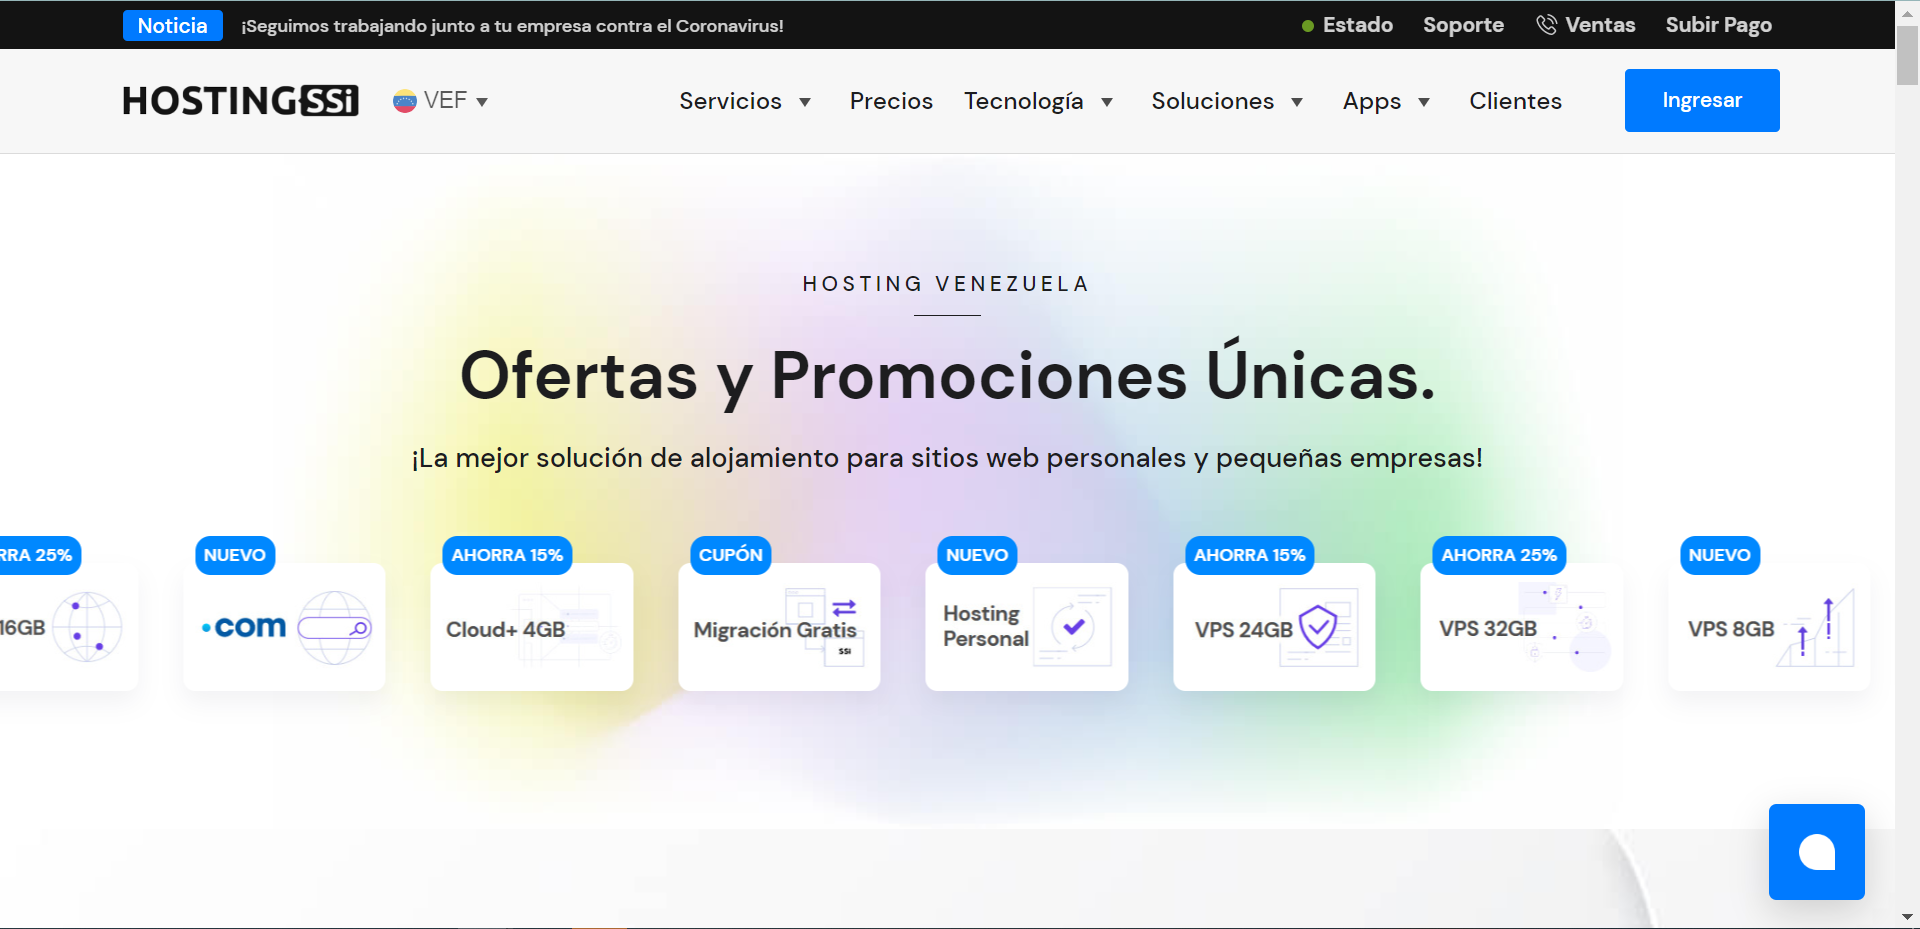 Noticia ¡Seguimos trabajando junto a tu empresa contra el Coronavirus! Estado Soporte Ventas Subir Pago
HOSTINGSSi VEF Servicios Precios Tecnología Soluciones Apps Clientes Ingresar
HOSTING VENEZUELA
Ofertas y Promociones Únicas.
¡La mejor solución de alojamiento para sitios web personales y pequeñas empresas!
RRA 25%
16GB
NUEVO
.com
AHORRA 15%
Cloud+ 4GB
CUPÓN
Migración Gratis
SSi
NUEVO
Hosting
Personal
AHORRA 15%
VPS 24GB
AHORRA 25%
VPS 32GB
NUEVO
VPS 8GB